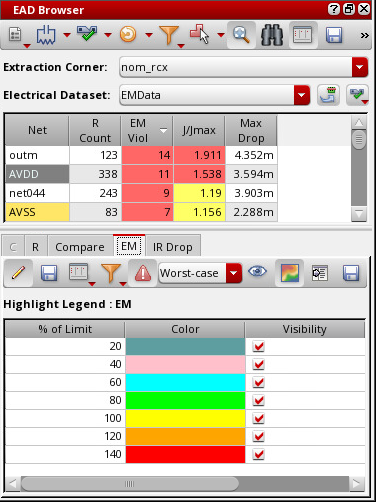 EAD Browser
»
Extraction Corner: nom_rcx
Electrical Dataset: EMData
Net R Count EM Viol J/Jmax Max Drop
outm 123 14 1.911 4.352m
AVDD 338 11 1.538 3.594m
net044 243 9 1.19 3.903m
AVSS 83 7 1.156 2.288m
C R Compare EM IR Drop
Worst-case
Highlight Legend : EM
% of Limit Color Visibility
20
40
60
80
100
120
140